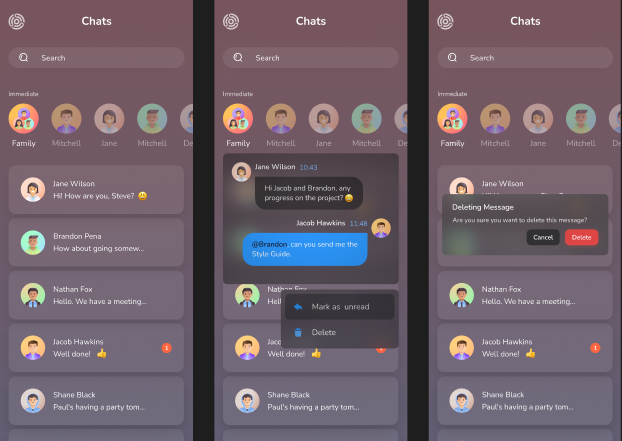 Chats
Search
Immediate
Family
Mitchell
Jane
Mitchell
De
Jane Wilson
Hi! How are you, Steve? 😃
Brandon Pena
How about going somew...
Nathan Fox
Hello. We have a meeting...
Jacob Hawkins
Well done! 👍
1
Shane Black
Paul's having a party tom...
Chats
Search
Immediate
Family
Mitchell
Jane
Mitchell
De
Jane Wilson 10:43
Hi Jacob and Brandon, any
progress on the project? 😄
Jacob Hawkins 11:48
@Brandon can you send me the
Style Guide.
Nathan Fox
Hell
Mark as unread
Delete
Jacob
Well done! 👍
Shane Black
Paul's having a party tom...
Chats
Search
Immediate
Family
Mitchell
Jane
Mitchell
De
Jane Wilson
Deleting Message
Are you sure you want to delete this message?
Cancel
Delete
Nathan Fox
Hello. We have a meeting...
Jacob Hawkins
Well done! 👍
1
Shane Black
Paul's having a party tom...